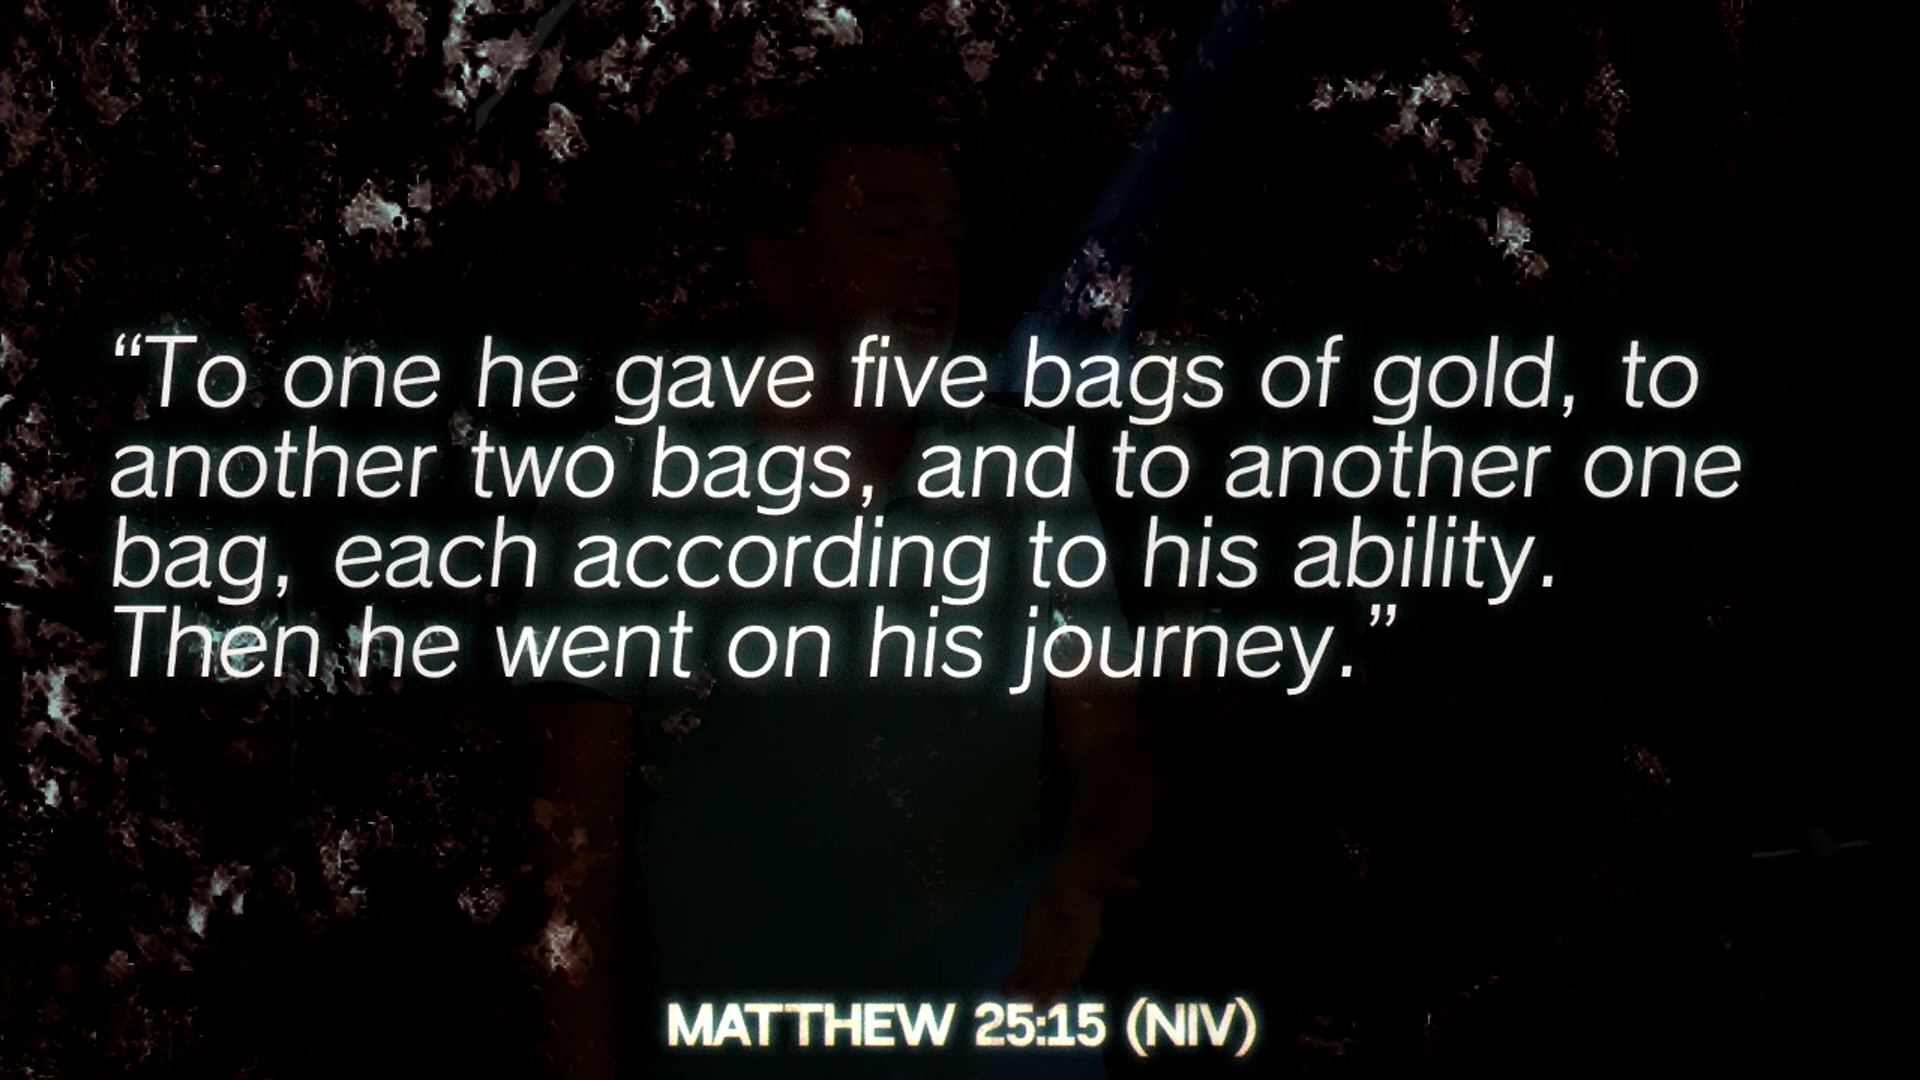 “To one he gave five bags of gold, to
another two bags, and to another one
bag, each according to his ability.
Then he went on his journey.”
MATTHEW 25:15 (NIV)